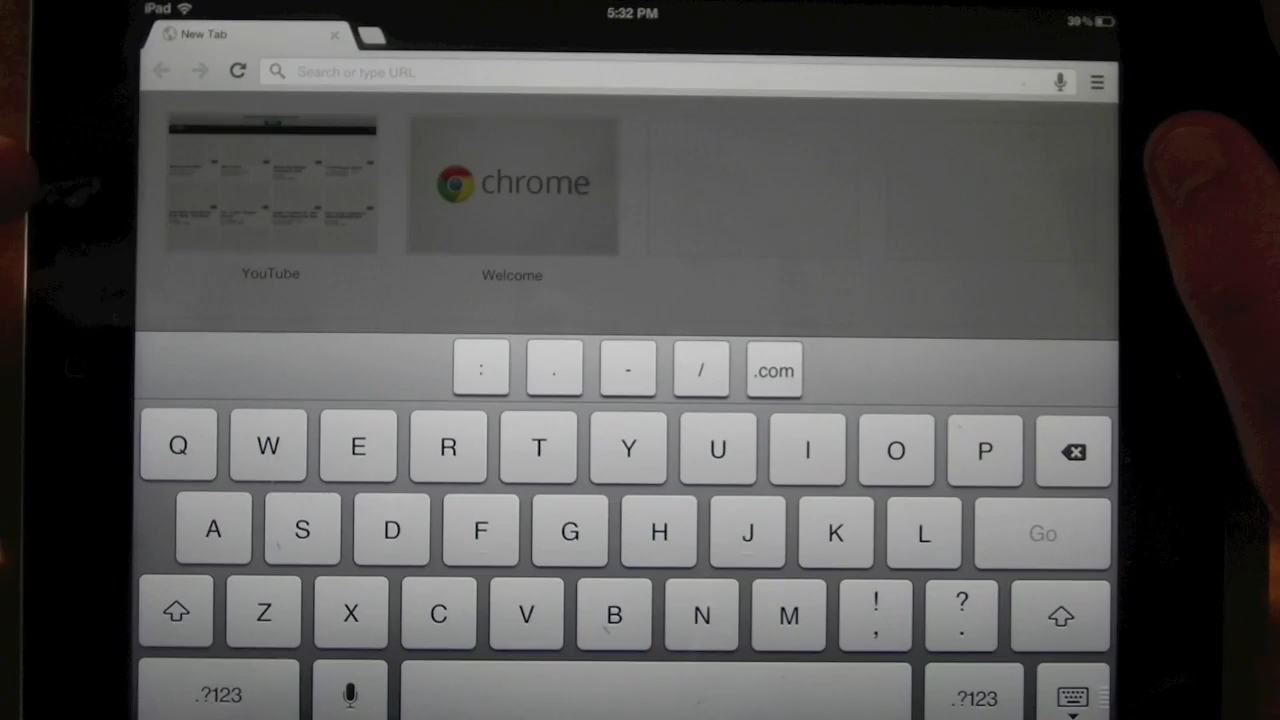 iPad 5:32 PM 39%
New Tab
Search or type URL
chrome
YouTube Welcome
: . - / .com
Q W E R T Y U I O P
A S D F G H J K L Go
Z X C V B N M ! , ? .
.?123 .?123